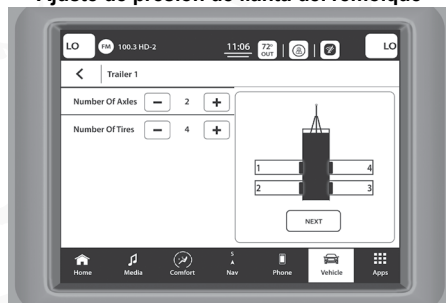 Ajuste de presión de llanta del remolque
LO FM 100.3 HD-2 11:06 72° OUT LO
Trailer 1
Number Of Axles 2
Number Of Tires 4
1 4
2 3
NEXT
S
Home Media Comfort Nav Phone Vehicle Apps